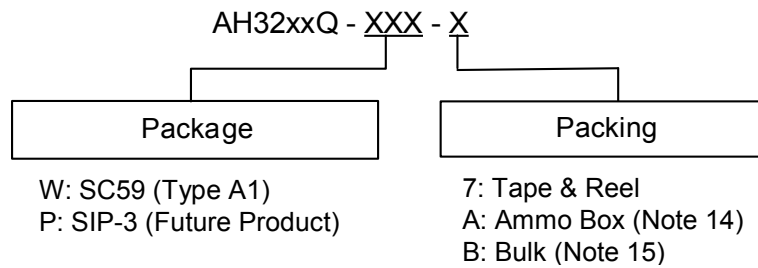 AH32xxQ - XXX - X
Package
Packing
W: SC59 (Type A1)
P: SIP-3 (Future Product)
7: Tape & Reel
A: Ammo Box (Note 14)
B: Bulk (Note 15)